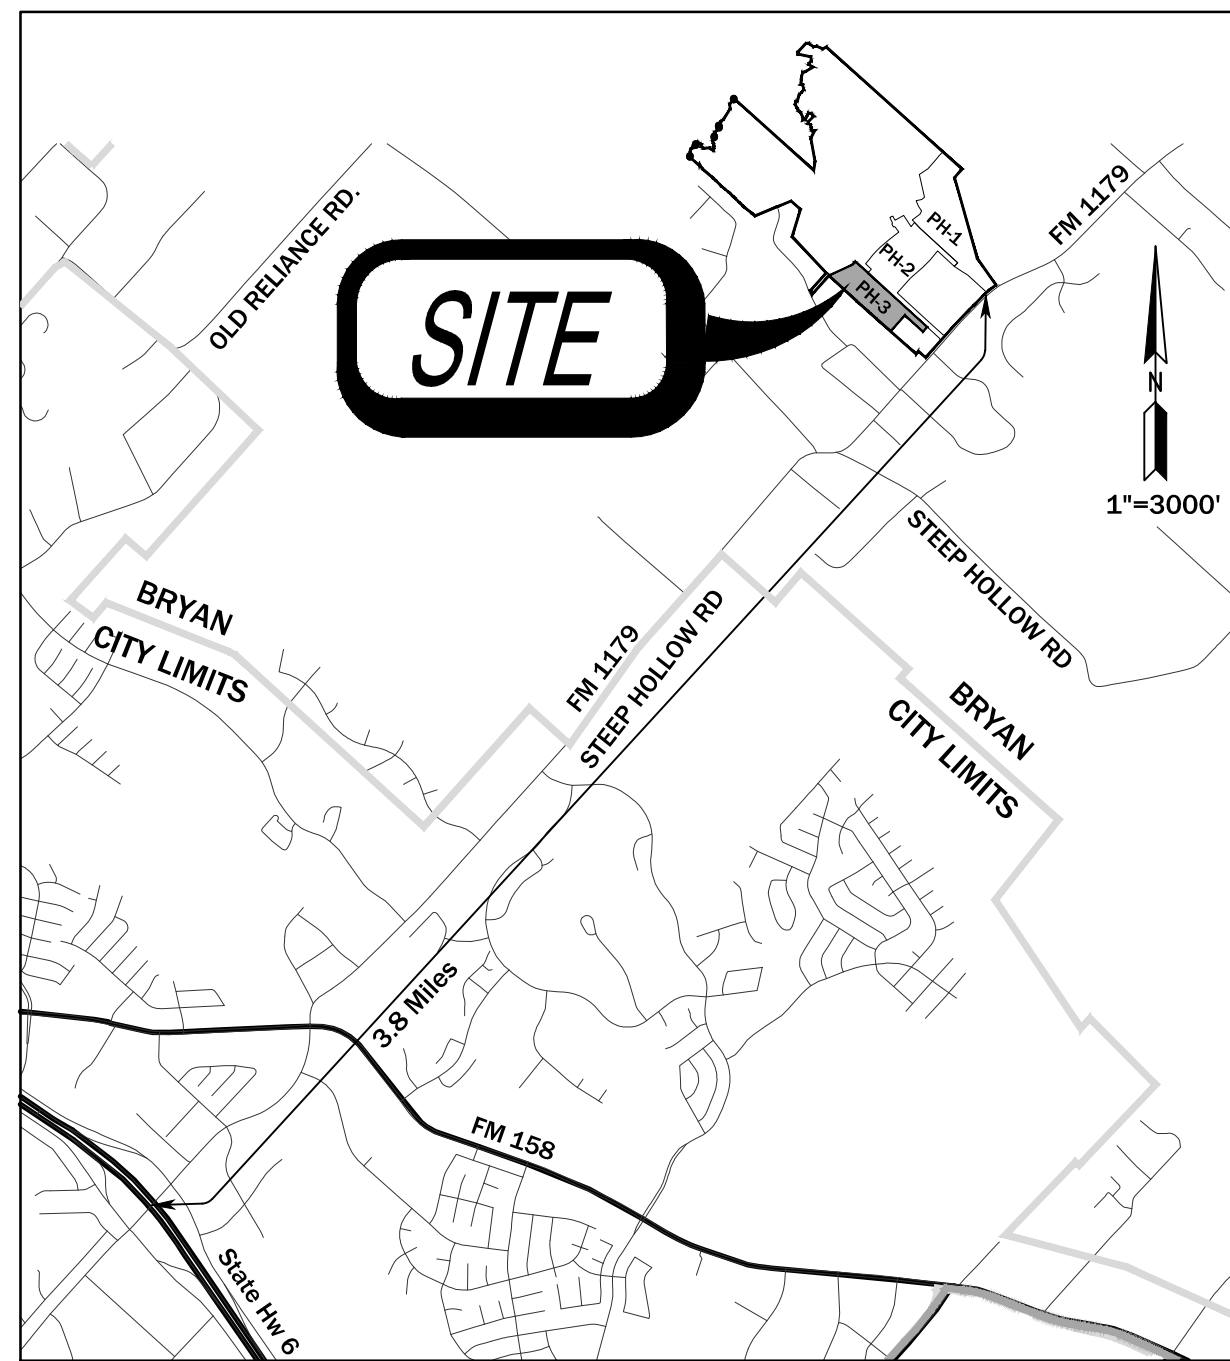 PH-1
FM 1179
OLD RELIANCE RD.
PH-2
PH-3
SITE
N
1"=3000'
STEEP HOLLOW RD
BRYAN
CITY LIMITS
FM 1179
STEEP HOLLOW RD
BRYAN
CITY LIMITS
3.8 Miles
FM 158
State Hw 6